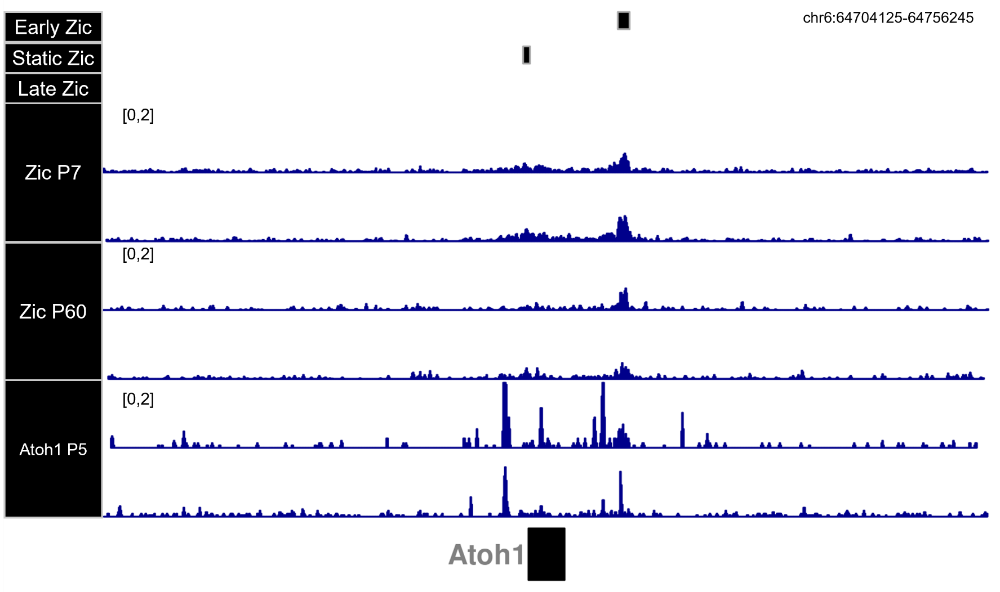 Early Zic
chr6:64704125-64756245
Static Zic
Late Zic
[0,2]
Zic P7
[0,2]
Zic P60
[0,2]
Atoh1 P5
Atoh1